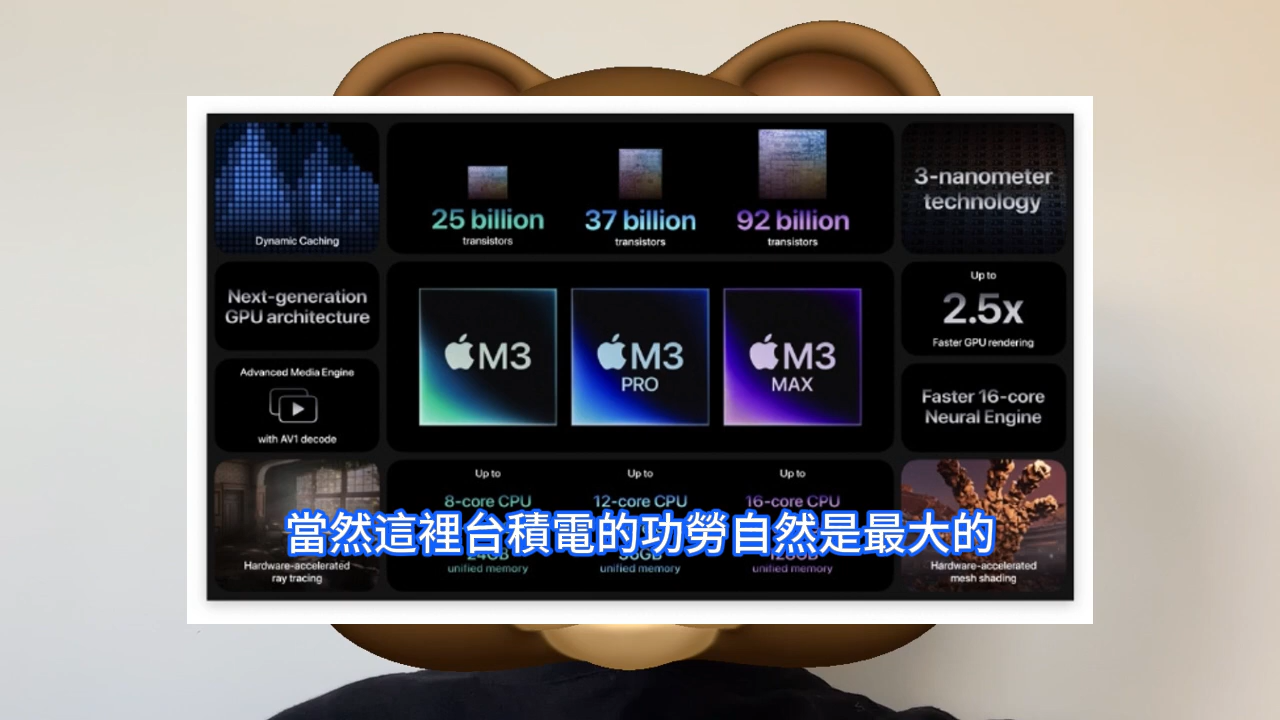 Dynamic Caching
25 billion
transistors
37 billion
transistors
92 billion
transistors
3-nanometer
technology
Next-generation
GPU architecture
M3
M3
PRO
M3
MAX
Up to
2.5x
Faster GPU rendering
Advanced Media Engine
with AV1 decode
Faster 16-core
Neural Engine
Up to
8-core CPU
Up to
12-core CPU
Up to
16-core CPU
當然這裡台積電的功勞自然是最大的
unified memory
unified memory
unified memory
Hardware-accelerated
ray tracing
Hardware-accelerated
mesh shading